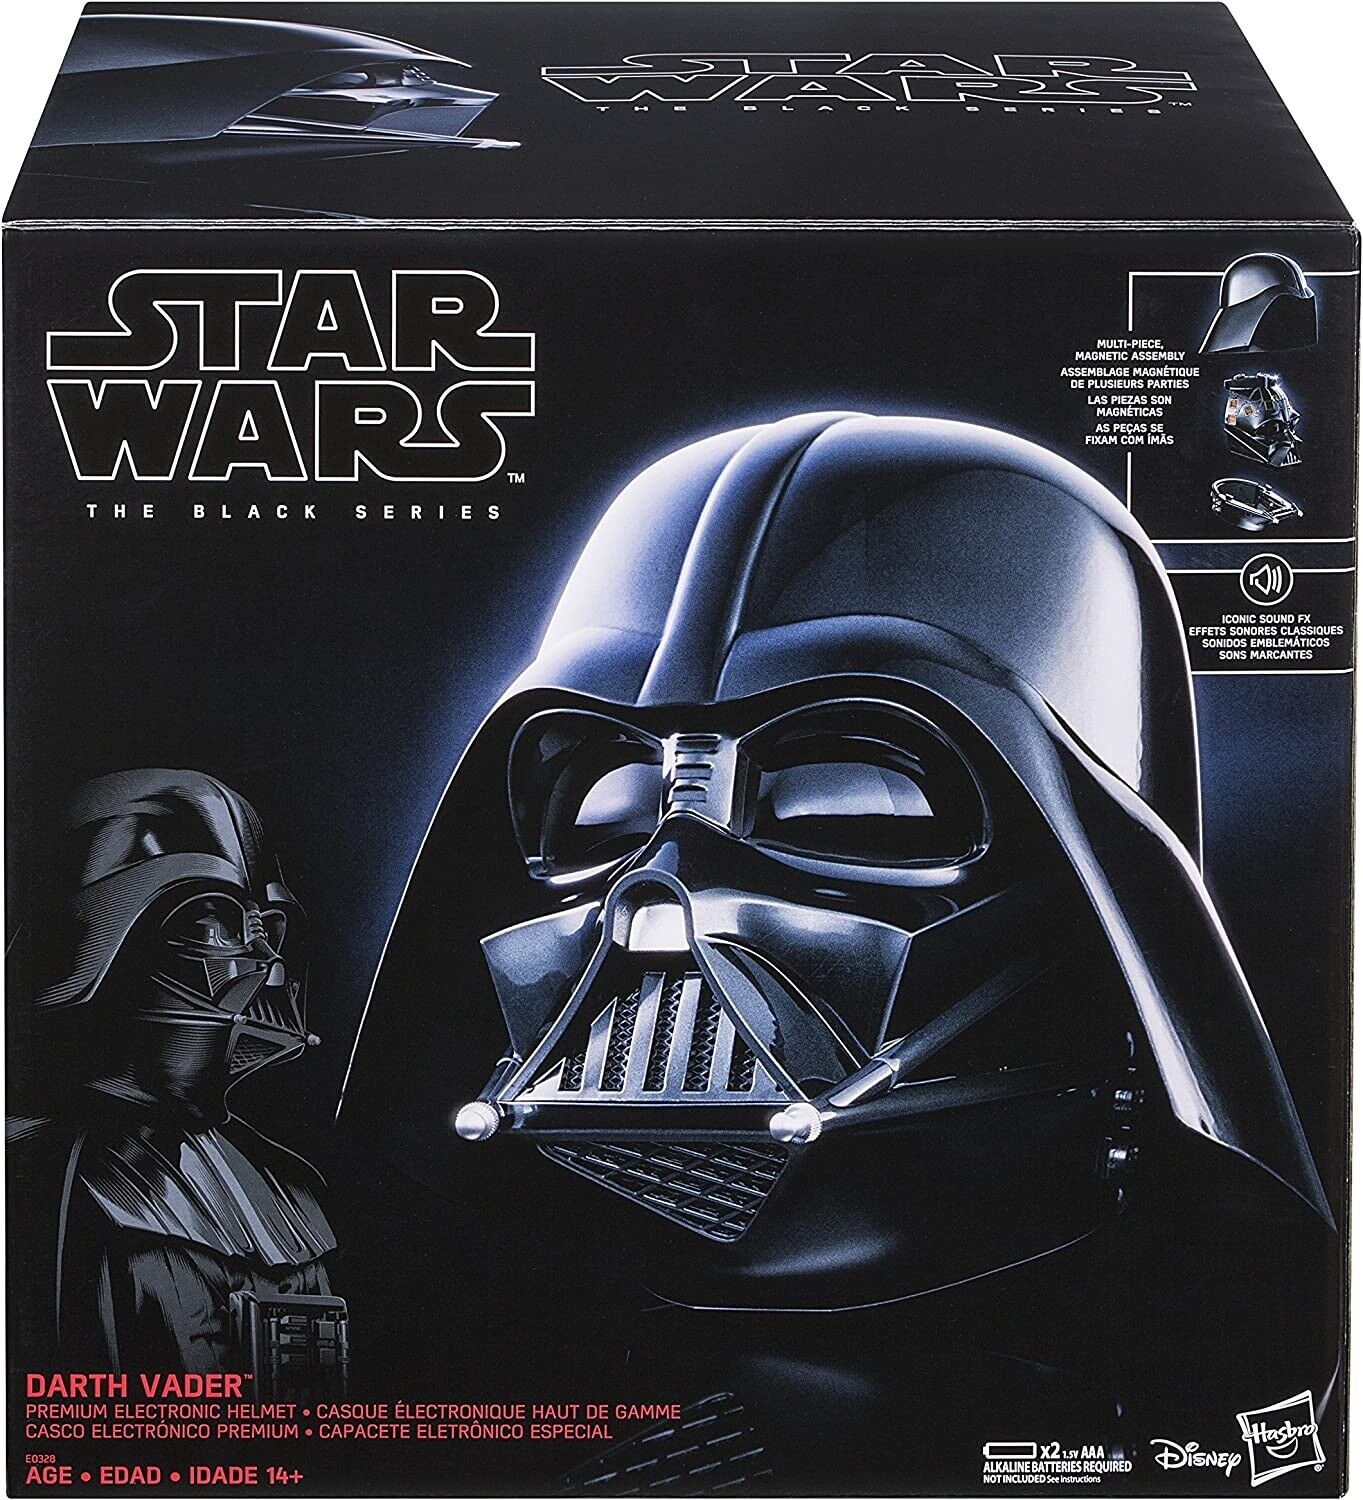 STAR
WARS™
THE BLACK SERIES
STAR
WARS™
THE BLACK SERIES
MULTI-PIECE,
MAGNETIC ASSEMBLY
ASSEMBLAGE MAGNÉTIQUE
DE PLUSIEURS PARTIES
LAS PIEZAS SON
MAGNÉTICAS
AS PEÇAS SE
FIXAM COM ÍMÃS
ICONIC SOUND FX
EFFETS SONORES CLASSIQUES
SONIDOS EMBLEMÁTICOS
SONS MARCANTES
DARTH VADER™
PREMIUM ELECTRONIC HELMET • CASQUE ÉLECTRONIQUE HAUT DE GAMME
CASCO ELECTRÓNICO PREMIUM • CAPACETE ELETRÔNICO ESPECIAL
E0328
AGE • EDAD • IDADE 14+
x2 1.5V AAA
ALKALINE BATTERIES REQUIRED
NOT INCLUDED See instructions
Disney
Hasbro®